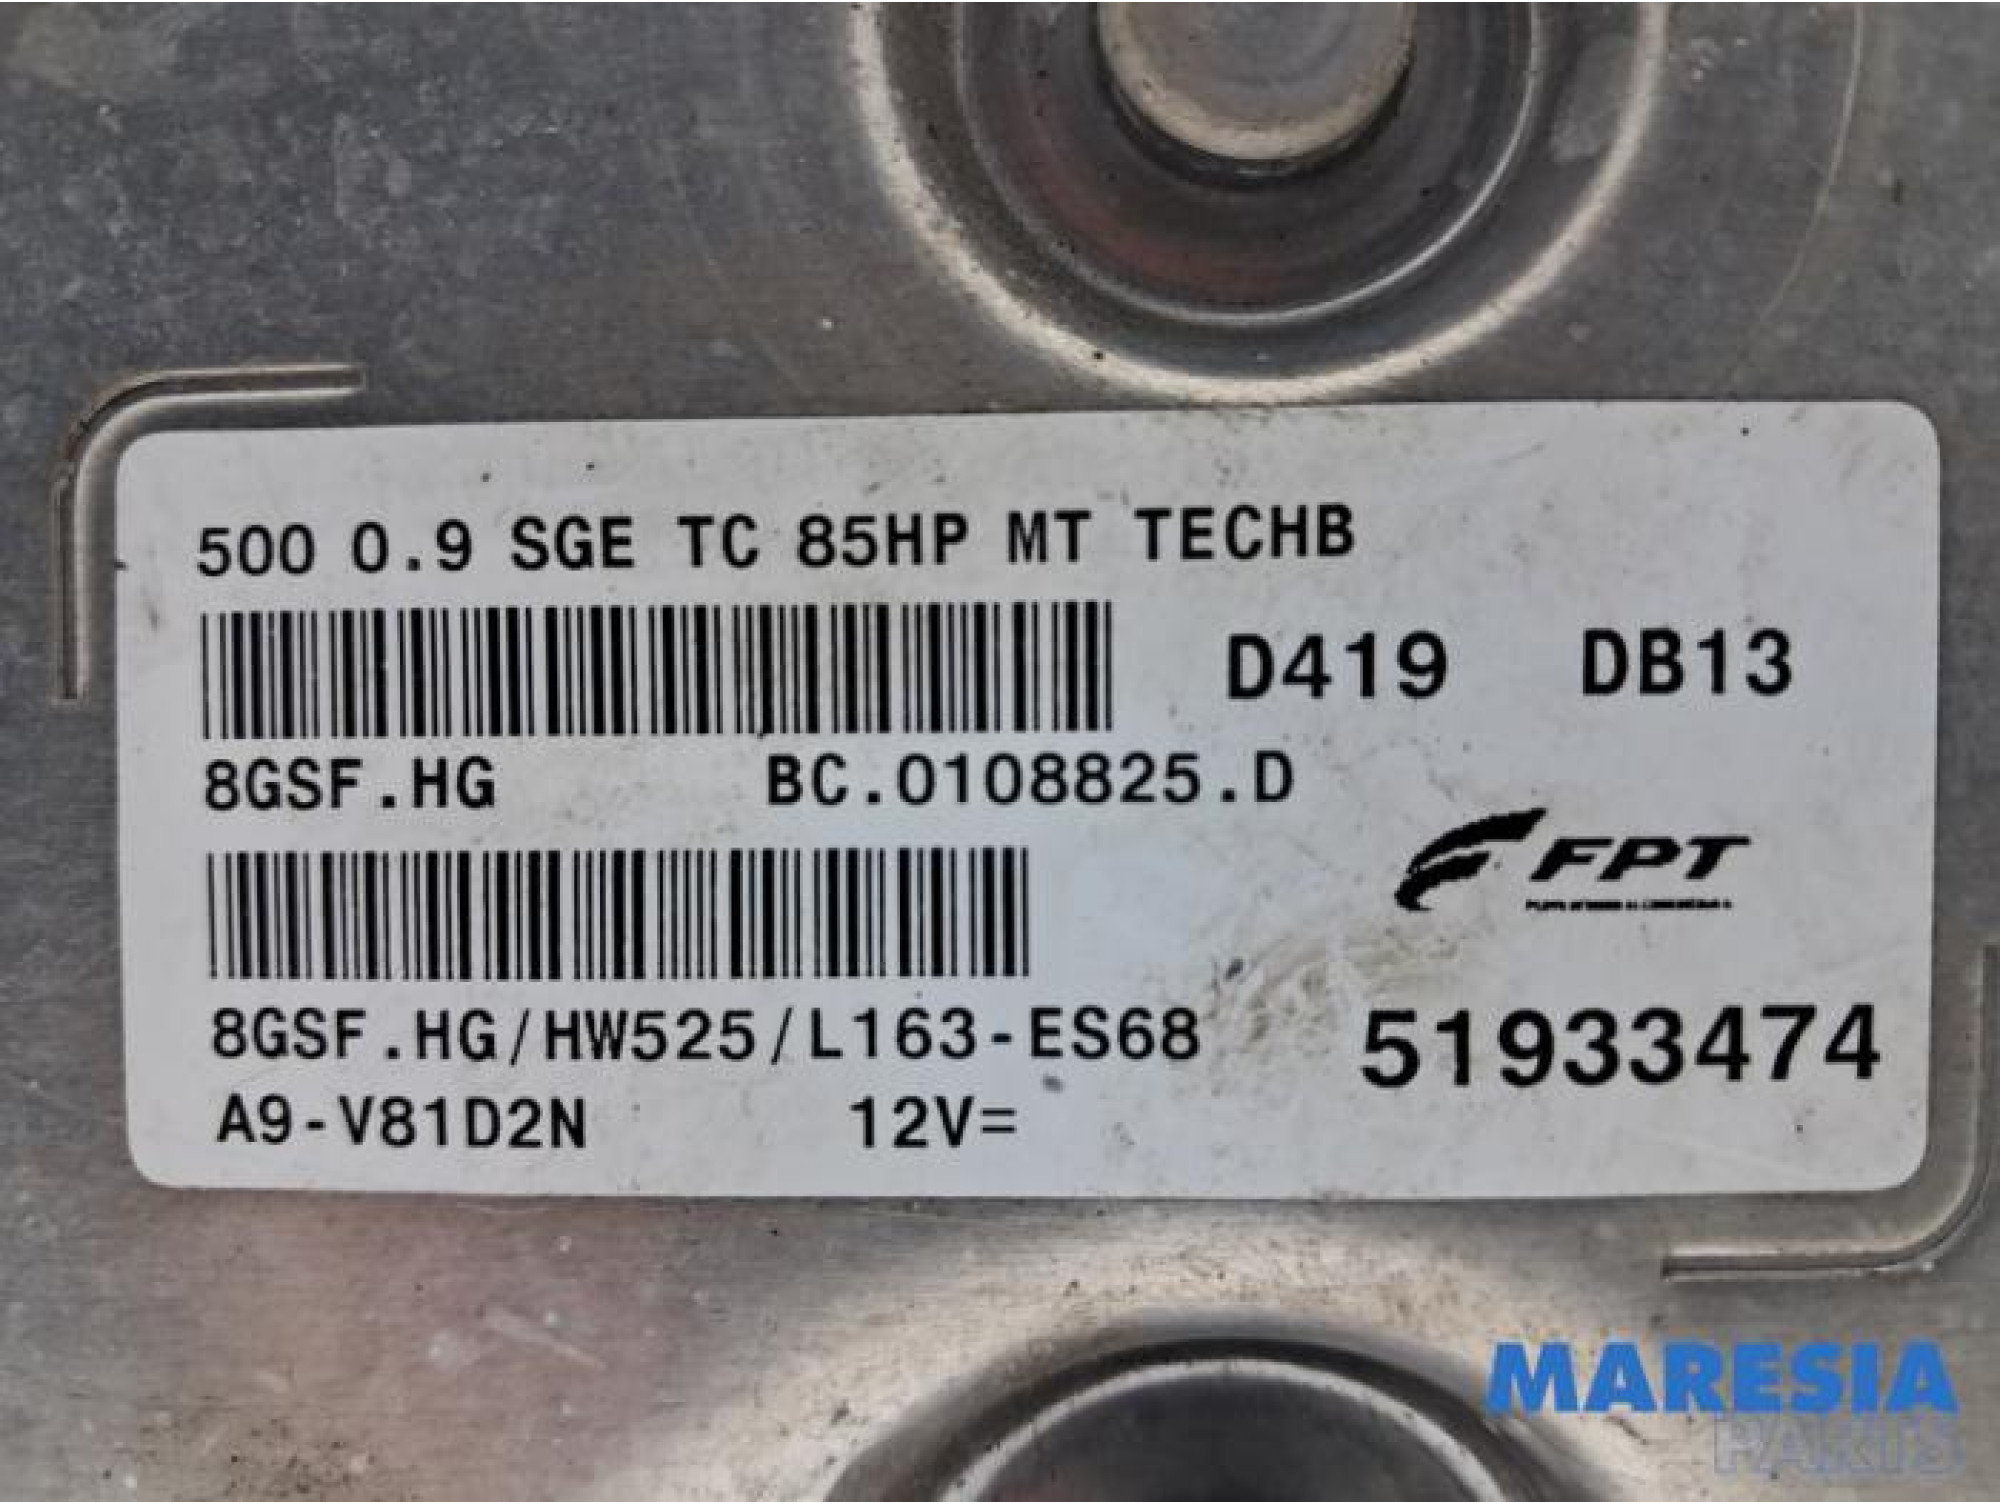 500 0.9 SGE TC 85HP MT TECHB
D419 DB13
8GSF.HG BC.0108825.D
FPT
8GSF.HG/HW525/L163-ES68
51933474
A9-V81D2N 12V=
MARESIA
PARTS